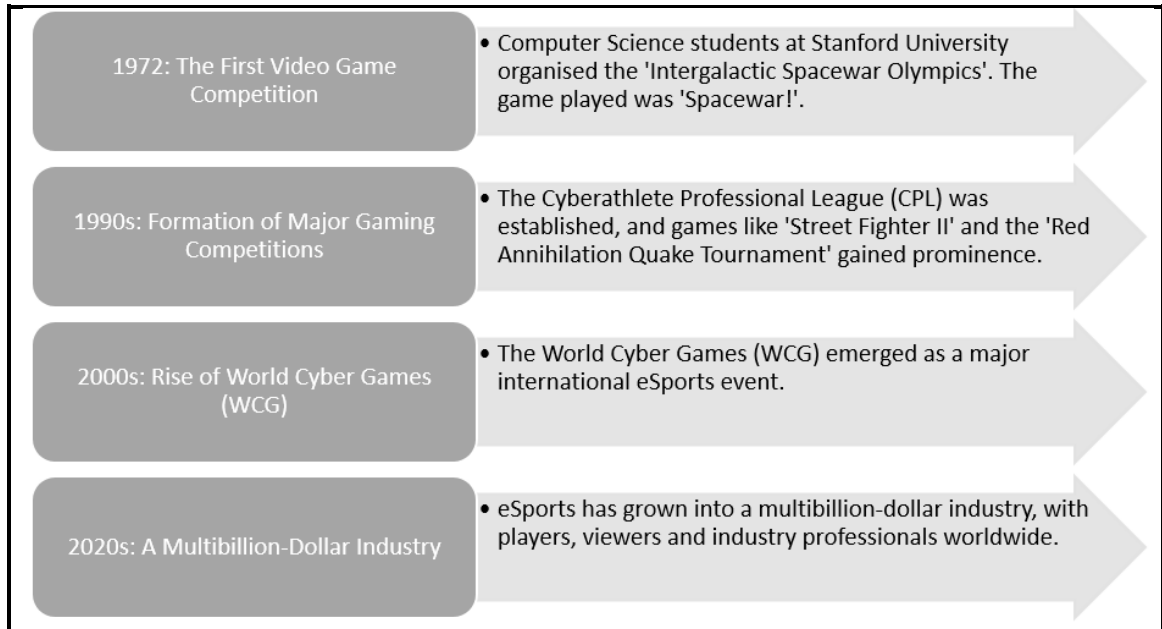 1972: The First Video Game
Competition
• Computer Science students at Stanford University
organised the 'Intergalactic Spacewar Olympics'. The
game played was 'Spacewar!'.
1990s: Formation of Major Gaming
Competitions
• The Cyberathlete Professional League (CPL) was
established, and games like 'Street Fighter II' and the 'Red
Annihilation Quake Tournament' gained prominence.
2000s: Rise of World Cyber Games
(WCG)
• The World Cyber Games (WCG) emerged as a major
international eSports event.
2020s: A Multibillion-Dollar Industry
• eSports has grown into a multibillion-dollar industry, with
players, viewers and industry professionals worldwide.